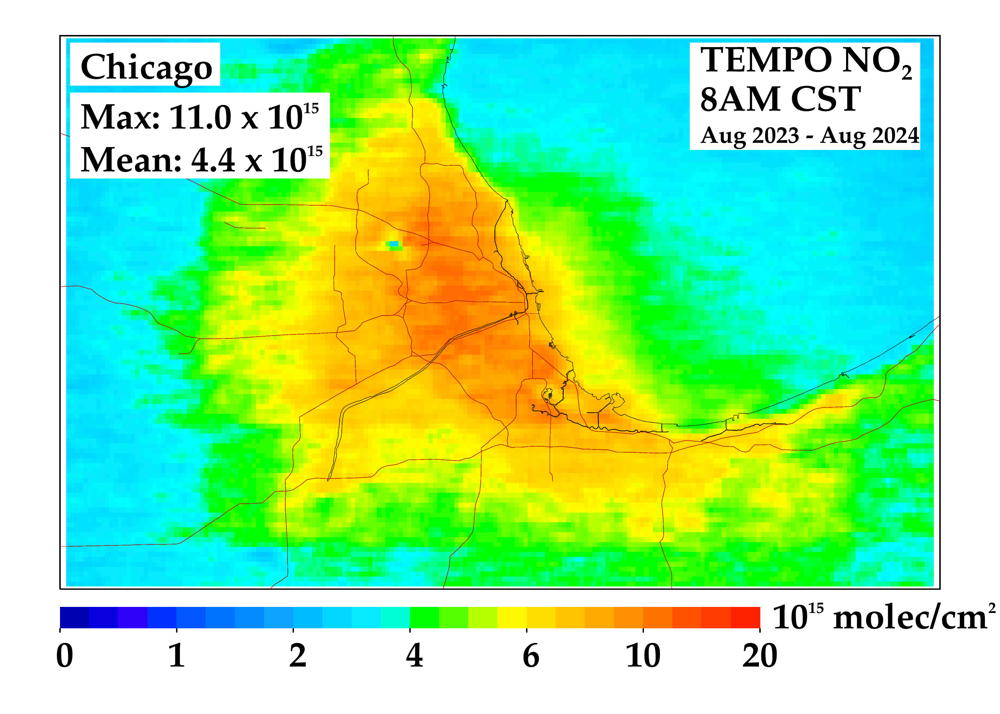 Chicago
Max: 11.0 x 10¹⁵
Mean: 4.4 x 10¹⁵
TEMPO NO₂
8AM CST
Aug 2023 - Aug 2024
10¹⁵ molec/cm²
0 1 2 4 6 10 20